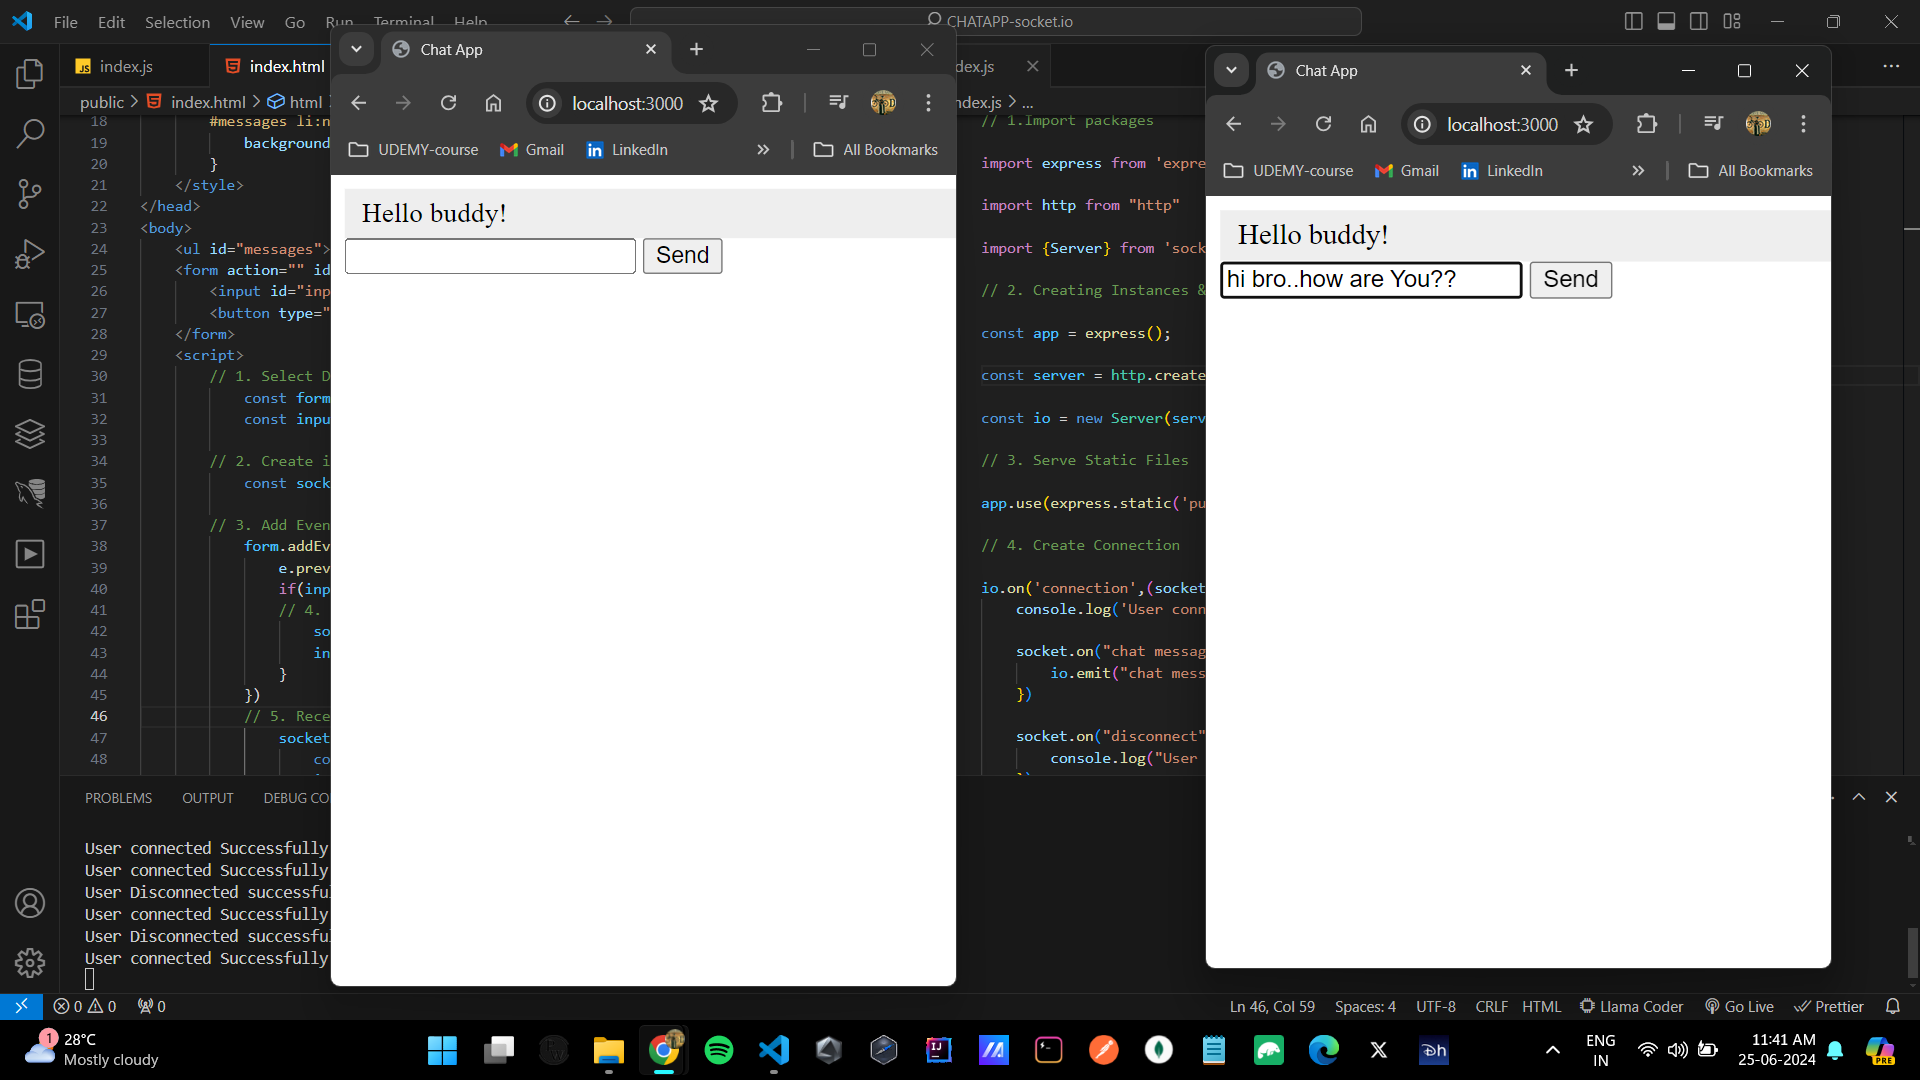 File Edit Selection View Go Run Terminal Help
CHATAPP-socket.io
index.js
index.html
public > index.html > html
18 #messages li:n
19 background
20 }
21 </style>
22 </head>
23 <body>
24 <ul id="messages">
25 <form action="" id
26 <input id="inp
27 <button type="
28 </form>
29 <script>
30 // 1. Select D
31 const form
32 const inpu
33
34 // 2. Create i
35 const sock
36
37 // 3. Add Even
38 form.addEv
39 e.prev
40 if(inp
41 // 4.
42 so
43 in
44 }
45 })
46 // 5. Rece
47 socket
48 co
PROBLEMS OUTPUT DEBUG CO
User connected Successfully
User connected Successfully
User Disconnected successfu
User connected Successfully
User Disconnected successfu
User connected Successfully
Chat App
localhost:3000
UDEMY-course Gmail LinkedIn » All Bookmarks
Hello buddy!
Send
dex.js
ndex.js > ...
// 1.Import packages
import express from 'expre
import http from "http"
import {Server} from 'sock
// 2. Creating Instances &
const app = express();
const server = http.create
const io = new Server(serv
// 3. Serve Static Files
app.use(express.static('pu
// 4. Create Connection
io.on('connection',(socket
console.log('User conn
socket.on("chat messag
io.emit("chat mess
})
socket.on("disconnect"
console.log("User
Chat App
localhost:3000
UDEMY-course Gmail LinkedIn » All Bookmarks
Hello buddy!
hi bro..how are You?? Send
0 0 0
Ln 46, Col 59 Spaces: 4 UTF-8 CRLF HTML Llama Coder Go Live Prettier
1
28°C
Mostly cloudy
ENG
IN
11:41 AM
25-06-2024
PRE